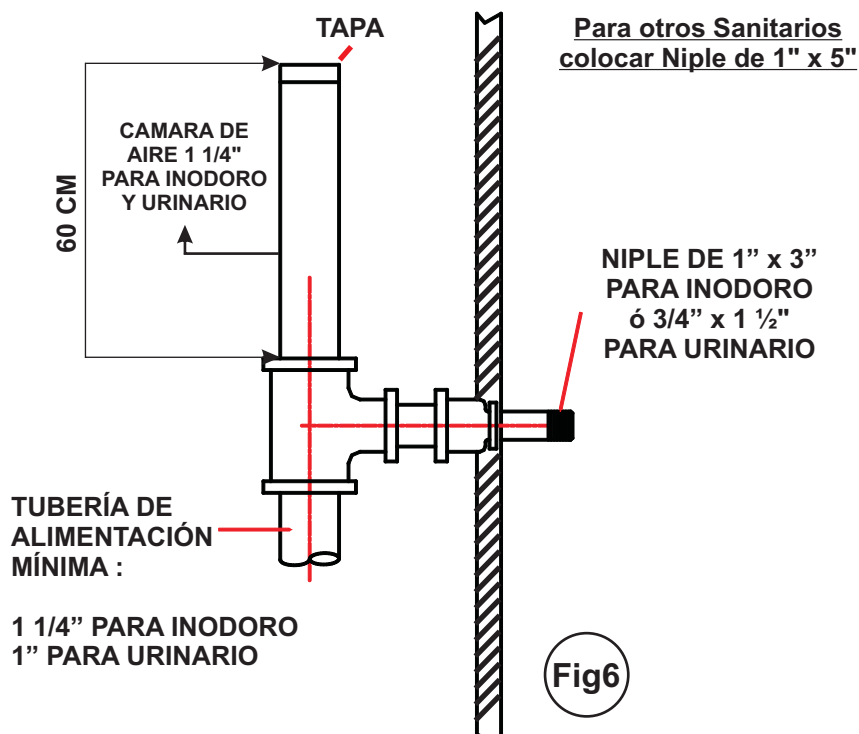 TAPA
Para otros Sanitarios
colocar Niple de 1" x 5"
CAMARA DE
AIRE 1 1/4"
PARA INODORO
Y URINARIO
60 CM
NIPLE DE 1” x 3”
PARA INODORO
ó 3/4” x 1 ½"
PARA URINARIO
TUBERÍA DE
ALIMENTACIÓN
MÍNIMA :
1 1/4” PARA INODORO
1” PARA URINARIO
Fig6